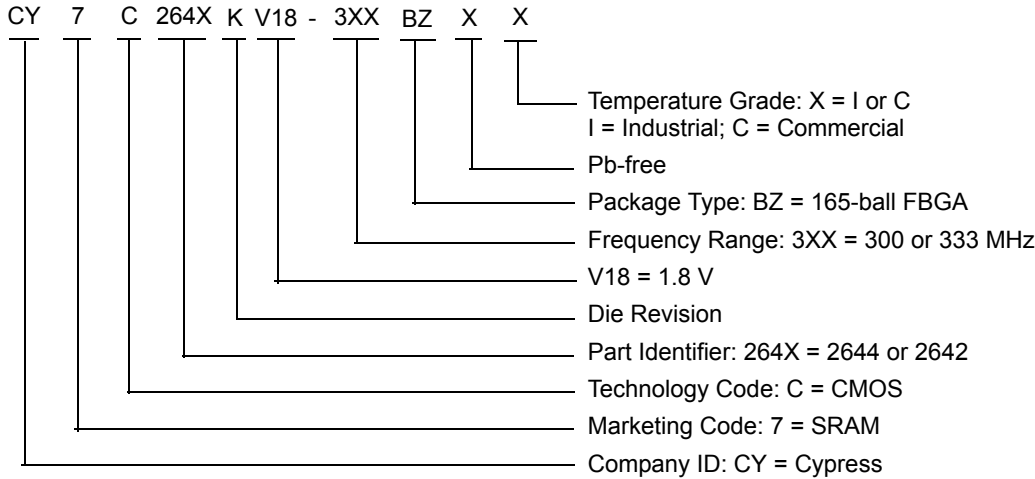 CY 7 C 264X K V18 - 3XX BZ X X
Temperature Grade: X = I or C
I = Industrial; C = Commercial
Pb-free
Package Type: BZ = 165-ball FBGA
Frequency Range: 3XX = 300 or 333 MHz
V18 = 1.8 V
Die Revision
Part Identifier: 264X = 2644 or 2642
Technology Code: C = CMOS
Marketing Code: 7 = SRAM
Company ID: CY = Cypress